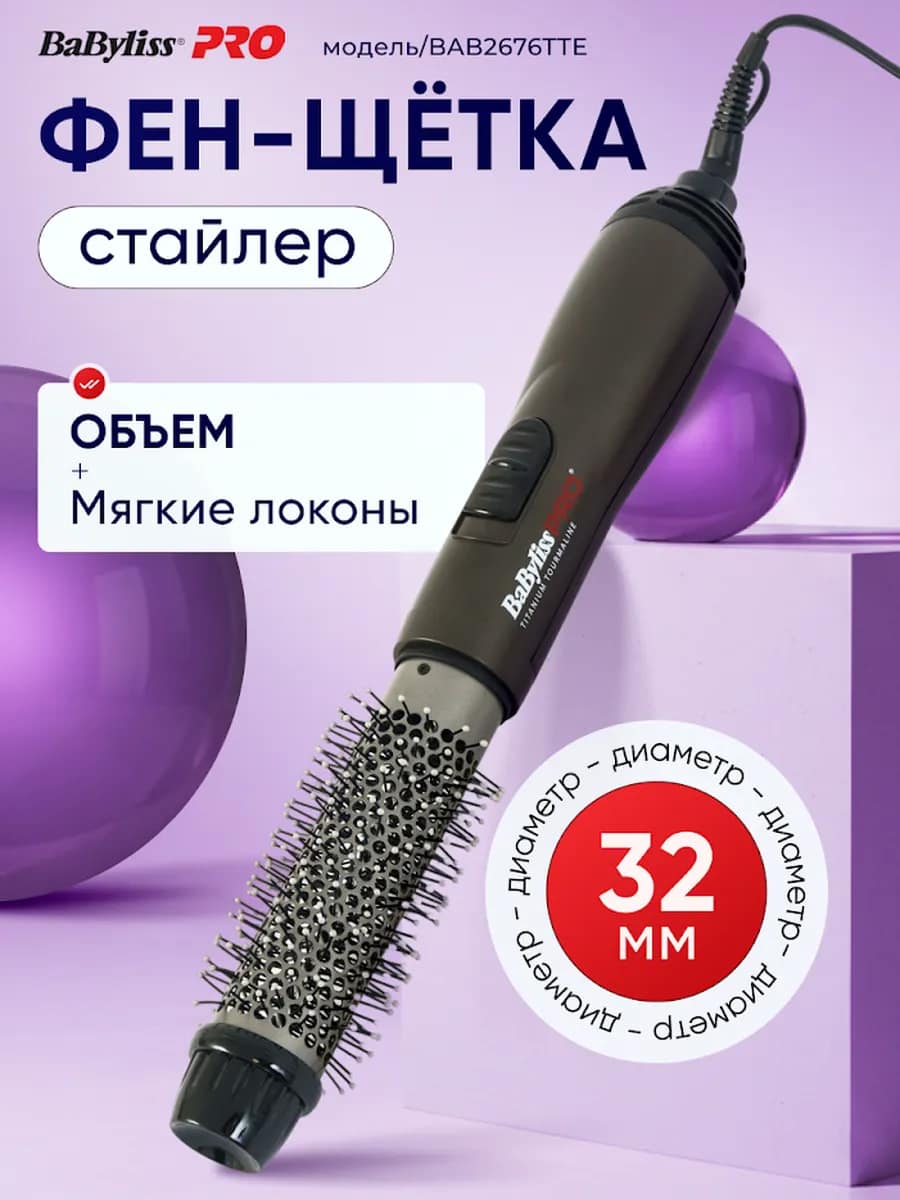 BaByliss® PRO модель/BAB2676TTE
ФЕН-ЩЁТКА
стайлер
ОБЪЕМ
+
Мягкие локоны
BaByliss PRO®
TITANIUM TOURMALINE
диаметр - диаметр - диаметр - диаметр - диаметр - диаметр -
32
ММ